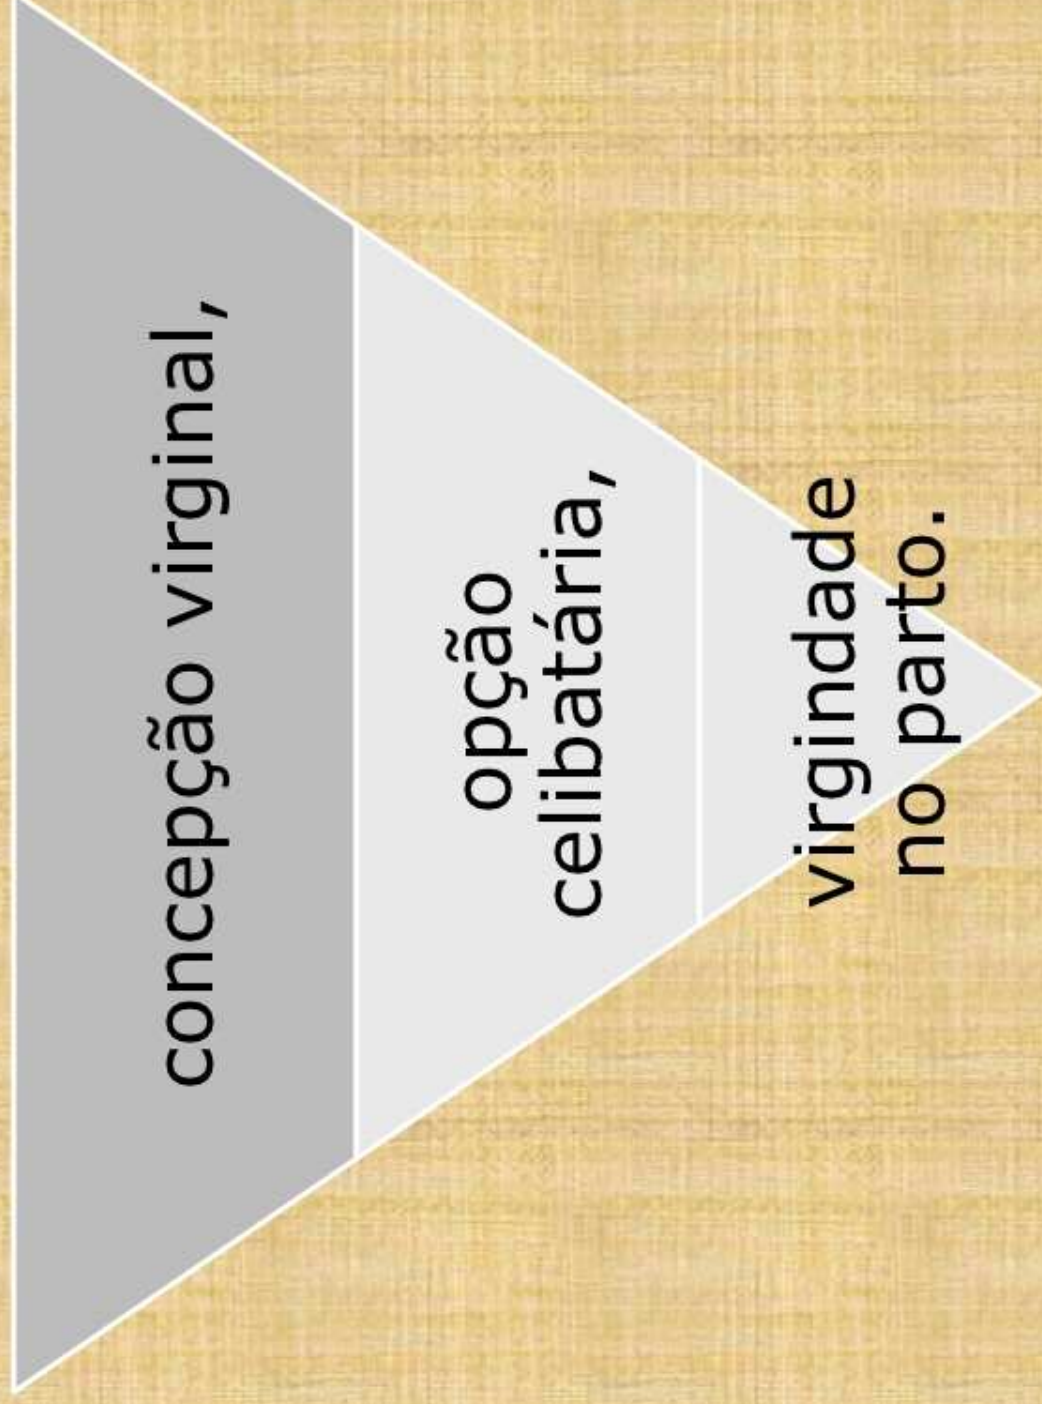 concepção virginal,
opção
celibatária,
virgindade
no parto.